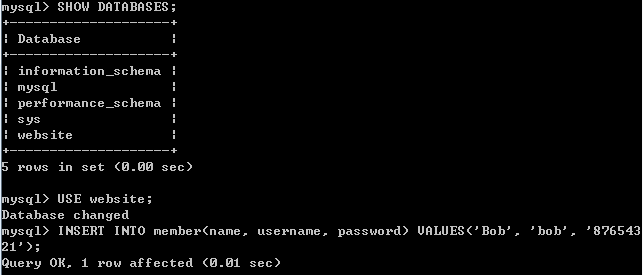 mysql> SHOW DATABASES;
+--------------------+
| Database           |
+--------------------+
| information_schema |
| mysql              |
| performance_schema |
| sys                |
| website            |
+--------------------+
5 rows in set (0.00 sec)
mysql> USE website;
Database changed
mysql> INSERT INTO member(name, username, password) VALUES('Bob', 'bob', '876543
21');
Query OK, 1 row affected (0.01 sec)